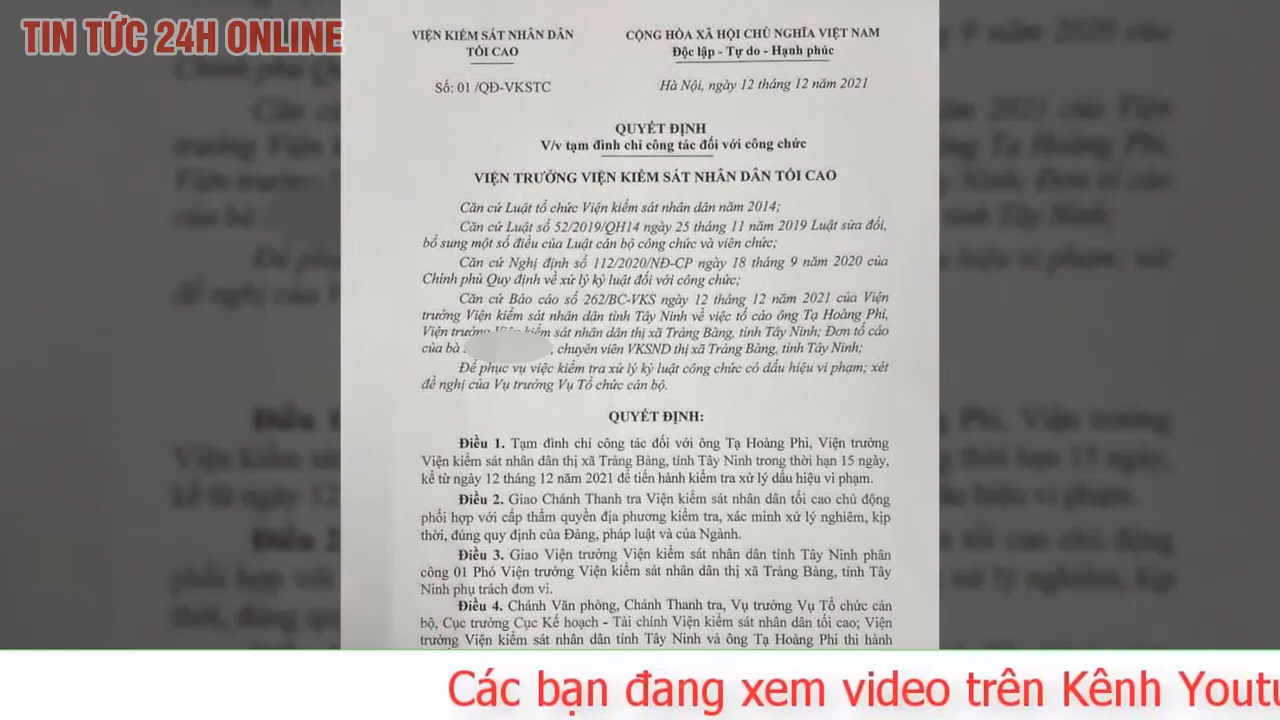 TIN TỨC 24H ONLINE
VIỆN KIỂM SÁT NHÂN DÂN
TỐI CAO
CỘNG HÒA XÃ HỘI CHỦ NGHĨA VIỆT NAM
Độc lập - Tự do - Hạnh phúc
Số: 01 /QĐ-VKSTC
Hà Nội, ngày 12 tháng 12 năm 2021
QUYẾT ĐỊNH
V/v tạm đình chỉ công tác đối với công chức
VIỆN TRƯỞNG VIỆN KIỂM SÁT NHÂN DÂN TỐI CAO
Căn cứ Luật tổ chức Viện kiểm sát nhân dân năm 2014;
Căn cứ Luật số 52/2019/QH14 ngày 25 tháng 11 năm 2019 Luật sửa đổi,
bổ sung một số điều của Luật cán bộ công chức và viên chức;
Căn cứ Nghị định số 112/2020/NĐ-CP ngày 18 tháng 9 năm 2020 của
Chính phủ Quy định về xử lý kỷ luật đối với công chức;
Căn cứ Báo cáo số 262/BC-VKS ngày 12 tháng 12 năm 2021 của Viện
trưởng Viện kiểm sát nhân dân tỉnh Tây Ninh về việc tố cáo ông Tạ Hoàng Phi,
Viện trưởng Viện kiểm sát nhân dân thị xã Trảng Bàng, tỉnh Tây Ninh; Đơn tố cáo
của bà , chuyên viên VKSND thị xã Trảng Bàng, tỉnh Tây Ninh;
Để phục vụ việc kiểm tra xử lý kỷ luật công chức có dấu hiệu vi phạm; xét
đề nghị của Vụ trưởng Vụ Tổ chức cán bộ.
QUYẾT ĐỊNH:
Điều 1. Tạm đình chỉ công tác đối với ông Tạ Hoàng Phi, Viện trưởng
Viện kiểm sát nhân dân thị xã Trảng Bàng, tỉnh Tây Ninh trong thời hạn 15 ngày,
kể từ ngày 12 tháng 12 năm 2021 để tiến hành kiểm tra xử lý dấu hiệu vi phạm.
Điều 2. Giao Chánh Thanh tra Viện kiểm sát nhân dân tối cao chủ động
phối hợp với cấp thẩm quyền địa phương kiểm tra, xác minh xử lý nghiêm, kịp
thời, đúng quy định của Đảng, pháp luật và của Ngành.
Điều 3. Giao Viện trưởng Viện kiểm sát nhân dân tỉnh Tây Ninh phân
công 01 Phó Viện trưởng Viện kiểm sát nhân dân thị xã Trảng Bàng, tỉnh Tây
Ninh phụ trách đơn vị.
Điều 4. Chánh Văn phòng, Chánh Thanh tra, Vụ trưởng Vụ Tổ chức cán
bộ, Cục trưởng Cục Kế hoạch - Tài chính Viện kiểm sát nhân dân tối cao; Viện
trưởng Viện kiểm sát nhân dân tỉnh Tây Ninh và ông Tạ Hoàng Phi thi hành
Các bạn đang xem video trên Kênh Youtu